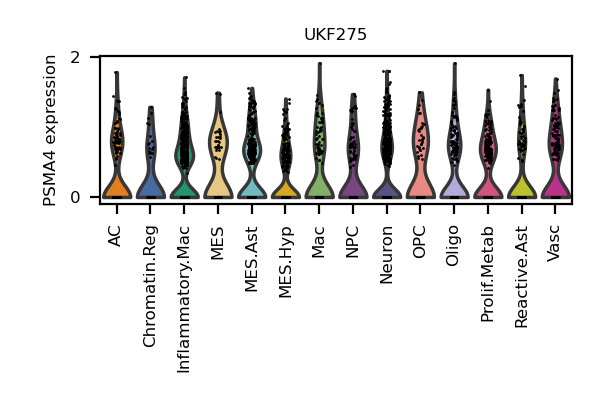 UKF275
PSMA4 expression
2
0
AC
Chromatin.Reg
Inflammatory.Mac
MES
MES.Ast
MES.Hyp
Mac
NPC
Neuron
OPC
Oligo
Prolif.Metab
Reactive.Ast
Vasc